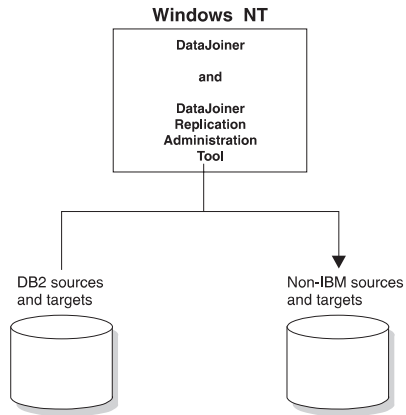 Windows NT
DataJoiner
and
DataJoiner
Replication
Administration
Tool
DB2 sources
and targets
Non-IBM sources
and targets